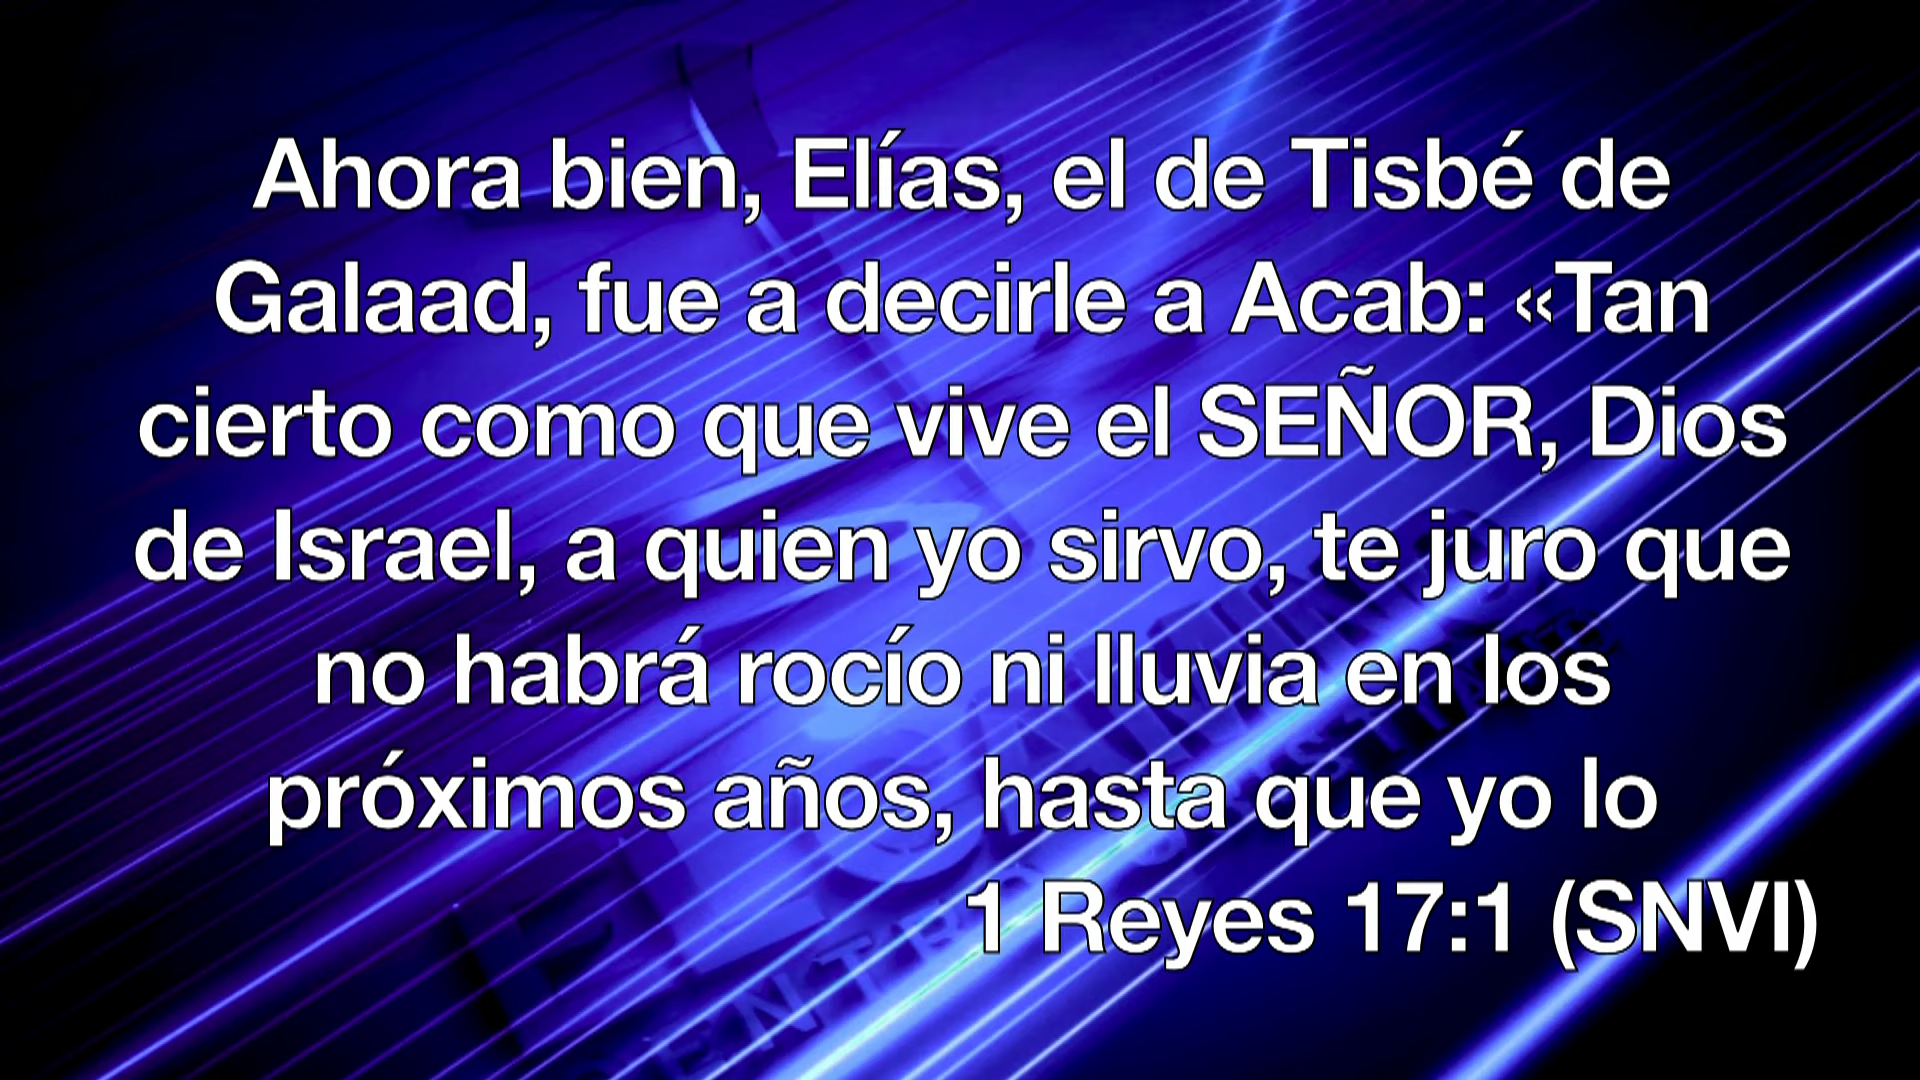 Ahora bien, Elías, el de Tisbé de
Galaad, fue a decirle a Acab: «Tan
cierto como que vive el SEÑOR, Dios
de Israel, a quien yo sirvo, te juro que
no habrá rocío ni lluvia en los
próximos años, hasta que yo lo
1 Reyes 17:1 (SNVI)